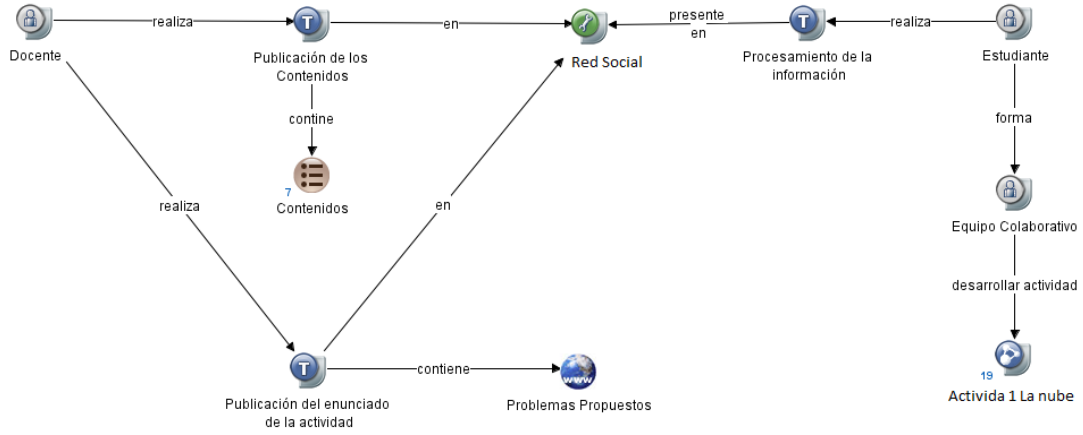 realiza
en
presente
en
realiza
Docente
Publicación de los
Contenidos
Red Social
Procesamiento de la
información
Estudiante
contine
forma
7
Contenidos
realiza
en
Equipo Colaborativo
desarrollar actividad
contiene
www
19
Publicación del enunciado
de la actividad
Problemas Propuestos
Activida 1 La nube
T
T
T